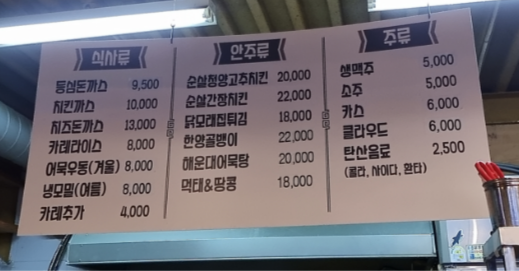 식사류
등심돈까스 9,500
치킨까스 10,000
치즈돈까스 13,000
카레라이스 8,000
어묵우동(겨울) 8,000
냉모밀(여름) 8,000
카레추가 4,000
안주류
순살청양고추치킨 20,000
순살간장치킨 22,000
닭모래집튀김 18,000
한양골뱅이 22,000
해운대어묵탕 20,000
먹태&땅콩 18,000
주류
생맥주 5,000
소주 5,000
카스 6,000
클라우드 6,000
탄산음료 2,500
(콜라, 사이다, 환타)